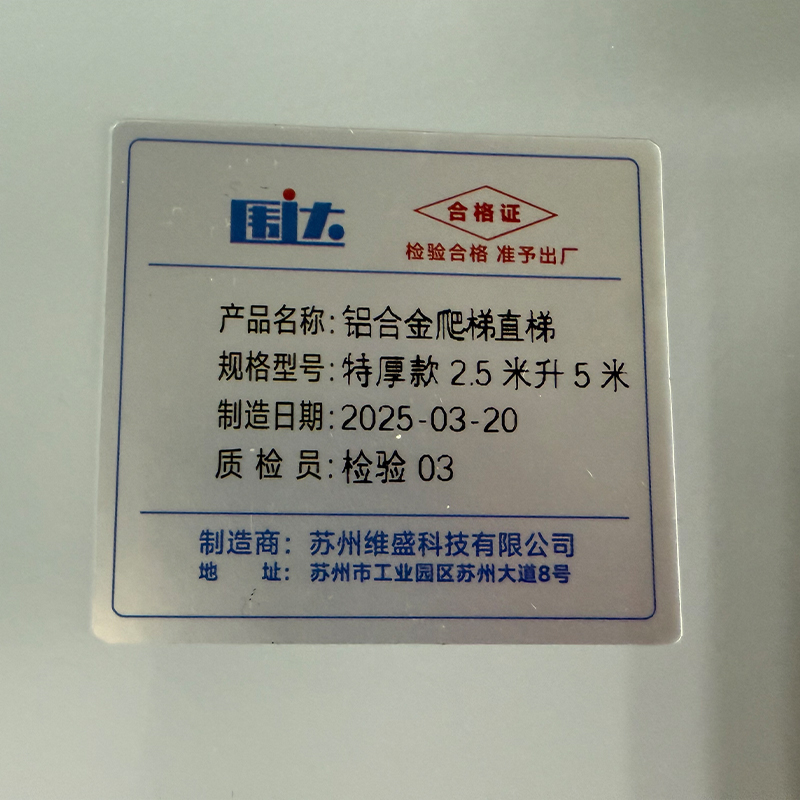 围达
合格证
检验合格 准予出厂
产品名称:铝合金爬梯直梯
规格型号:特厚款 2.5 米升 5 米
制造日期:2025-03-20
质 检 员:检验 03
制造商：苏州维盛科技有限公司
地 址：苏州市工业园区苏州大道8号